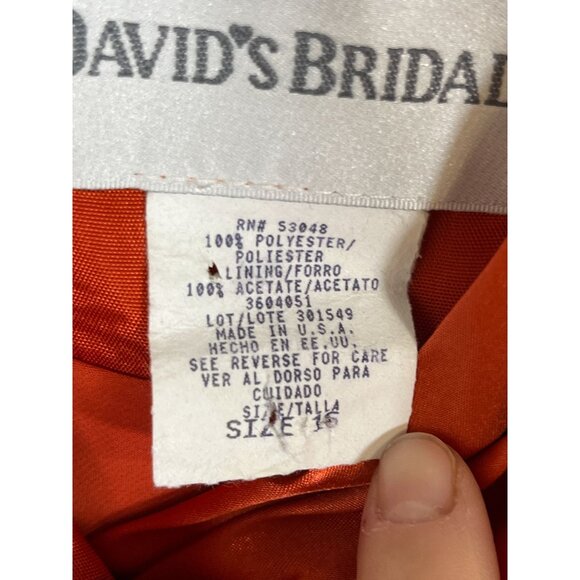 DAVID'S BRIDAL
RN# 53048
100% POLYESTER/
POLIESTER
LINING/FORRO
100% ACETATE/ACETATO
3604051
LOT/LOTE 301549
MADE IN U.S.A.
HECHO EN EE.UU.
SEE REVERSE FOR CARE
VER AL DORSO PARA
CUIDADO
SIZE/TALLA
SIZE 16